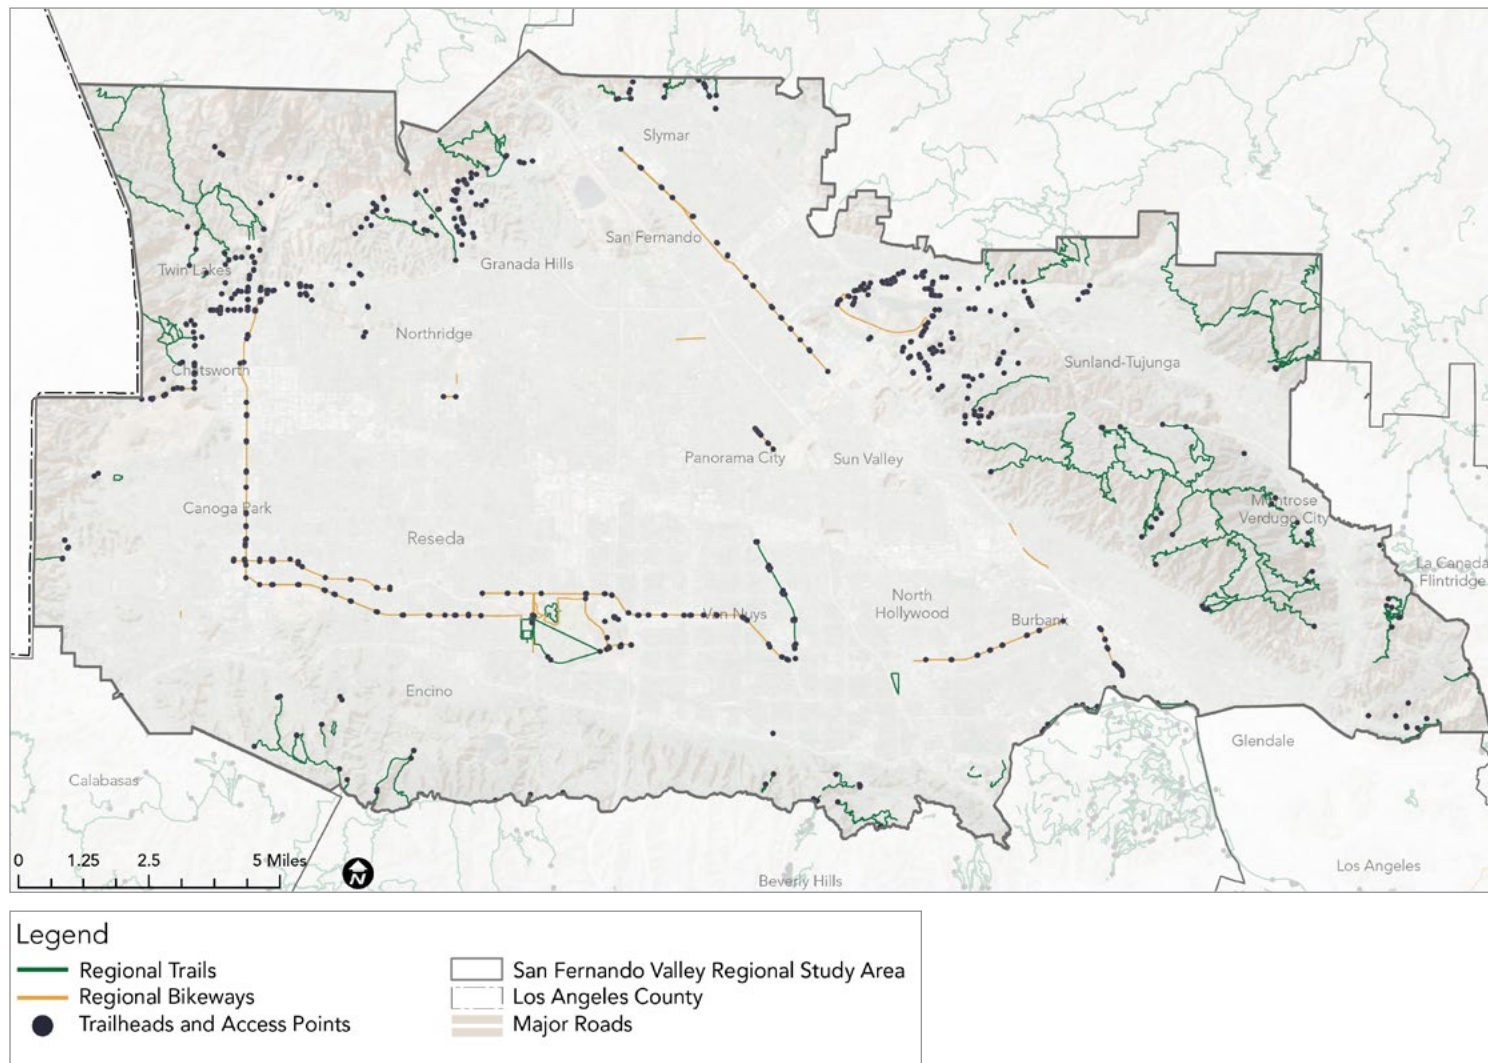 Slymar
San Fernando
Granada Hills
Twin Lakes
Northridge
Chatsworth
Sunland-Tujunga
Panorama City
Sun Valley
Canoga Park
Montrose
Verdugo City
Reseda
La Canada
Flintridge
North
Hollywood
Van Nuys
Burbank
Encino
Glendale
Calabasas
Los Angeles
Beverly Hills
0 1.25 2.5 5 Miles
N
Legend
Regional Trails
Regional Bikeways
Trailheads and Access Points
San Fernando Valley Regional Study Area
Los Angeles County
Major Roads